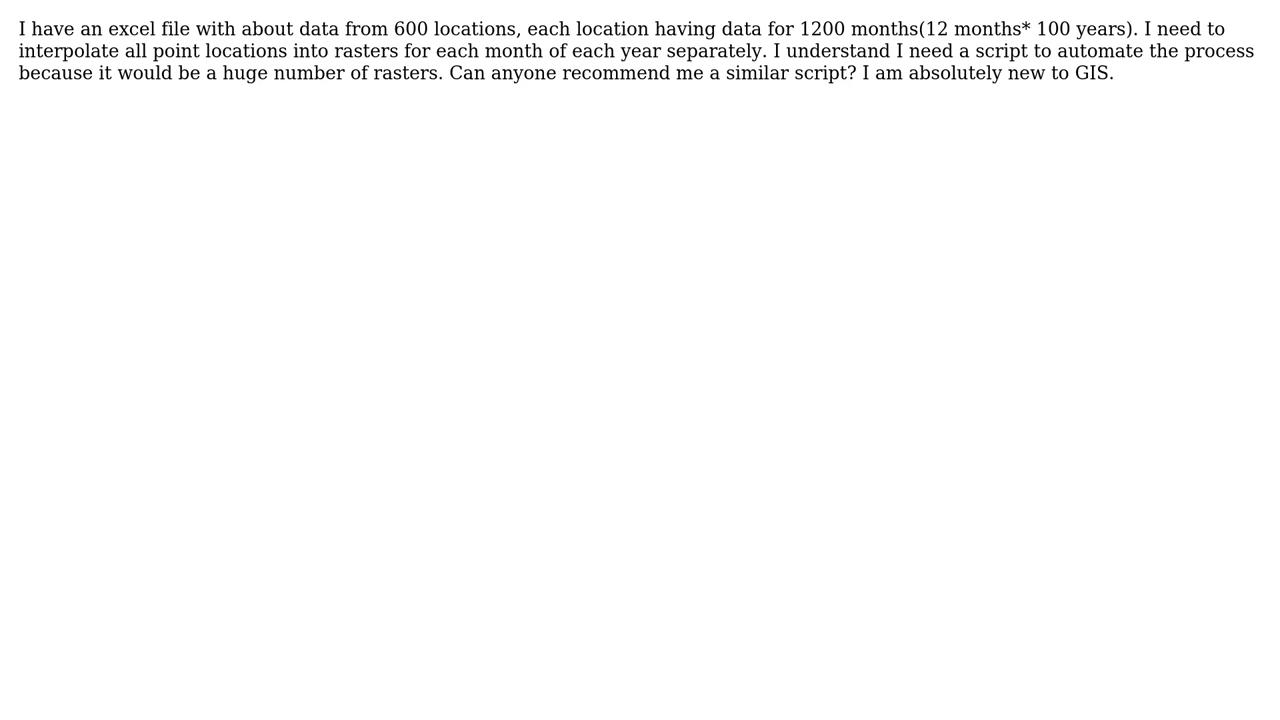 I have an excel file with about data from 600 locations, each location having data for 1200 months(12 months* 100 years). I need to
interpolate all point locations into rasters for each month of each year separately. I understand I need a script to automate the process
because it would be a huge number of rasters. Can anyone recommend me a similar script? I am absolutely new to GIS.